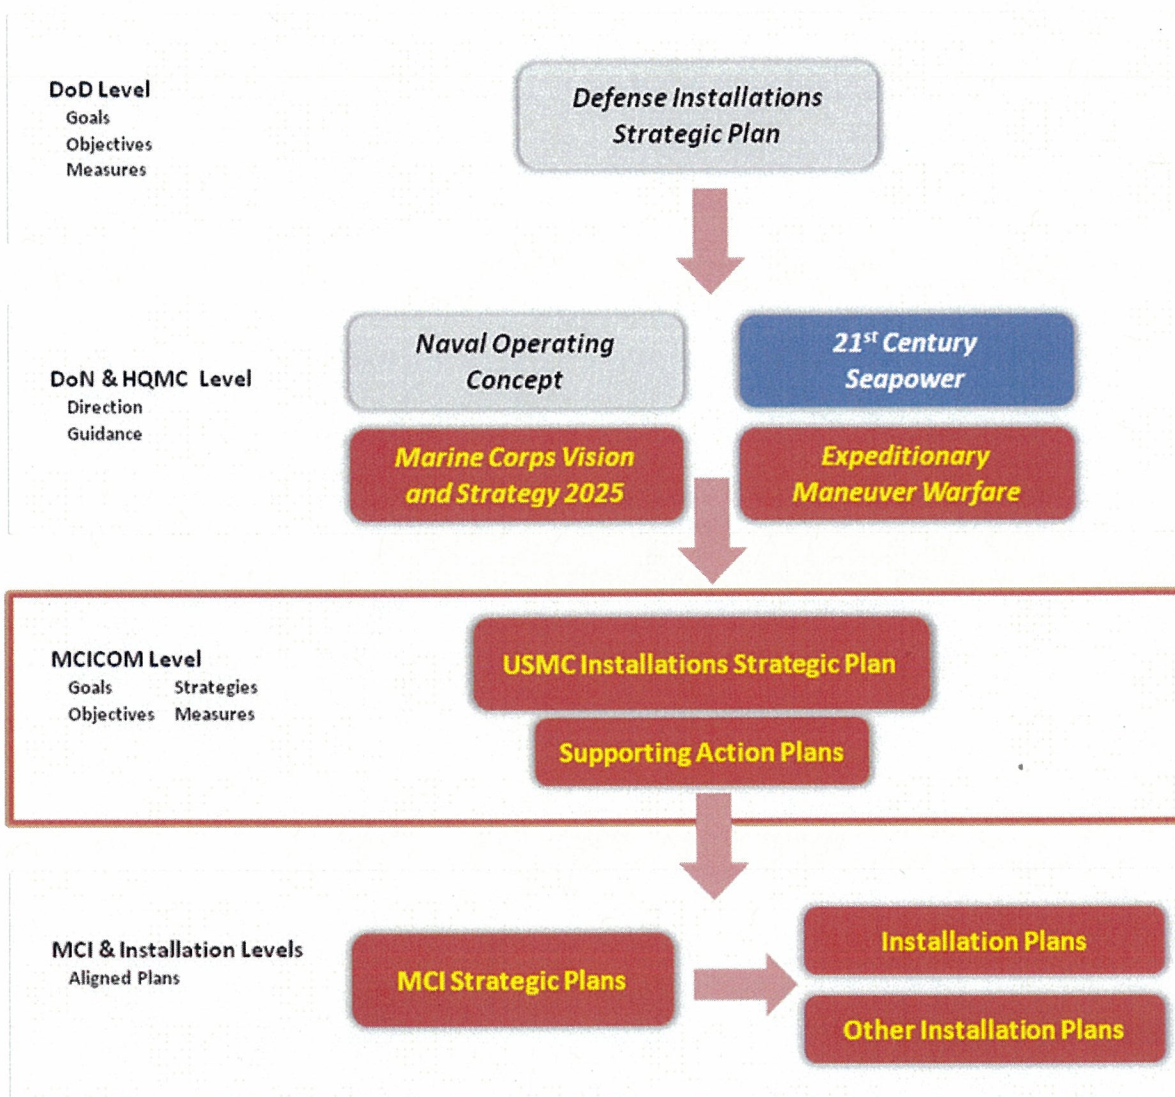 DoD Level
Goals
Objectives
Measures
Defense Installations
Strategic Plan
DoN & HQMC Level
Direction
Guidance
Naval Operating
Concept
21st Century
Seapower
Marine Corps Vision
and Strategy 2025
Expeditionary
Maneuver Warfare
MCICOM Level
Goals Strategies
Objectives Measures
USMC Installations Strategic Plan
Supporting Action Plans
MCI & Installation Levels
Aligned Plans
MCI Strategic Plans
Installation Plans
Other Installation Plans